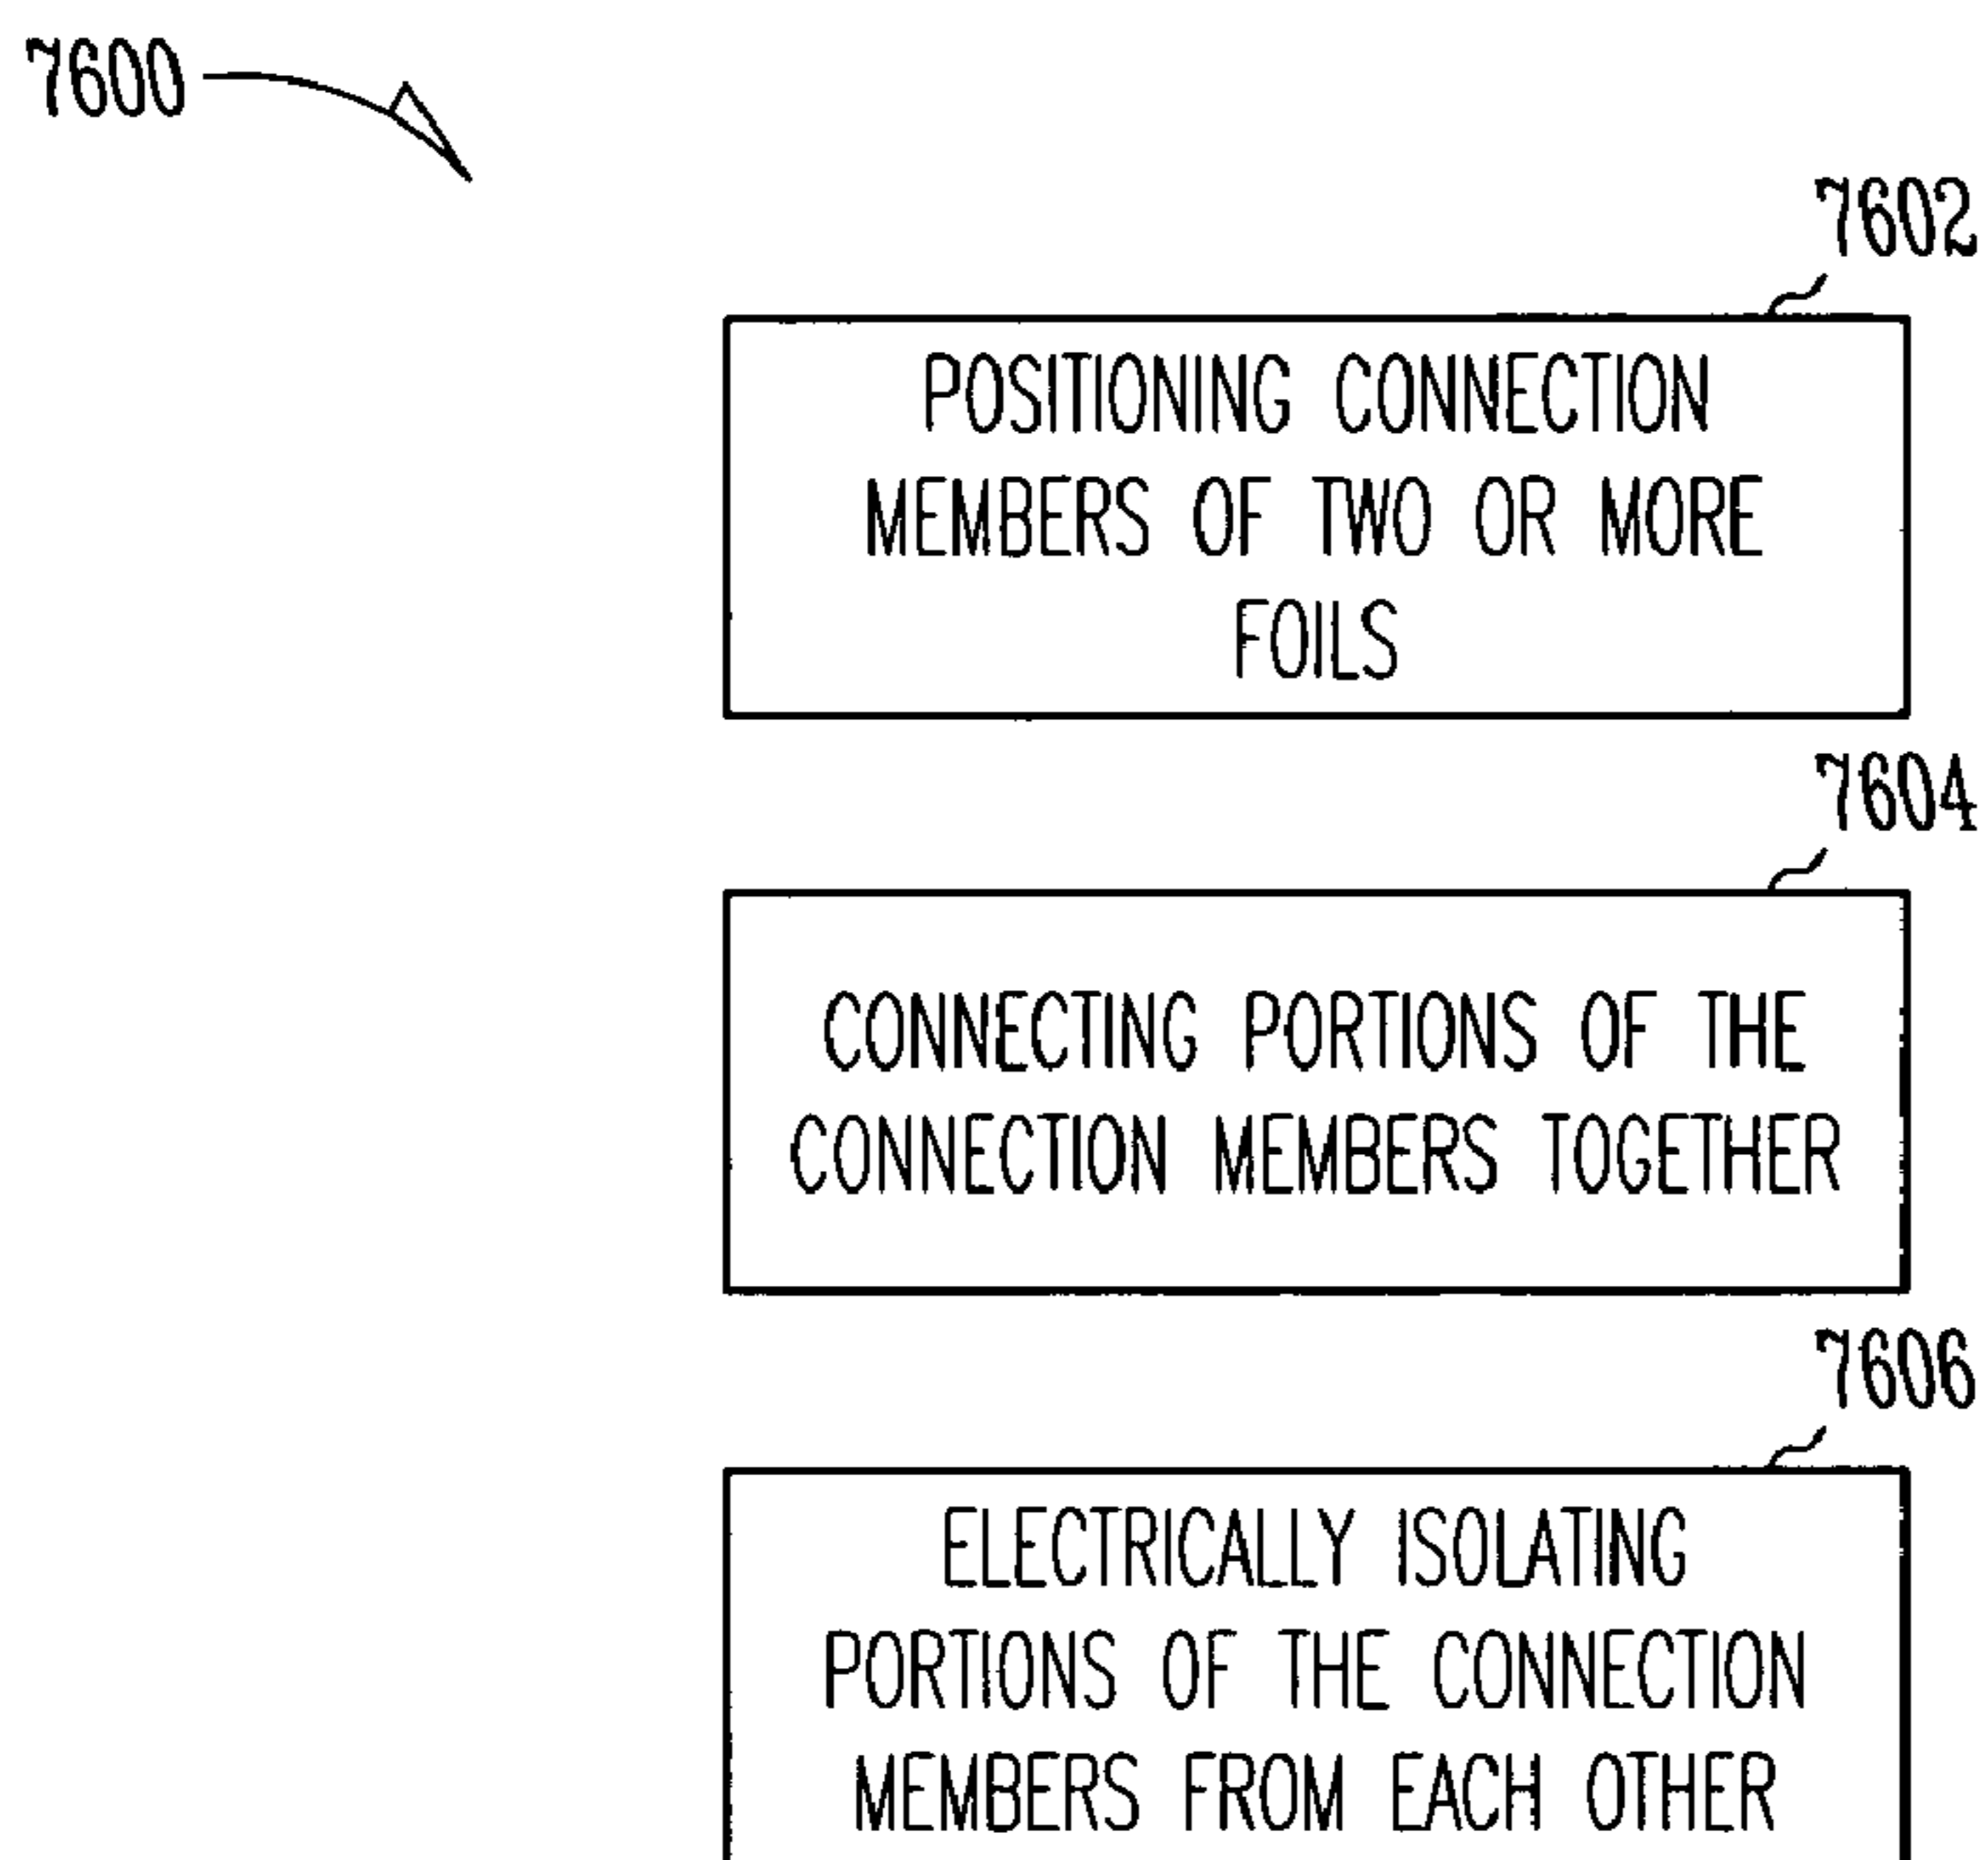 7600
7602
POSITIONING CONNECTION
MEMBERS OF TWO OR MORE
FOILS
7604
CONNECTING PORTIONS OF THE
CONNECTION MEMBERS TOGETHER
7606
ELECTRICALLY ISOLATING
PORTIONS OF THE CONNECTION
MEMBERS FROM EACH OTHER